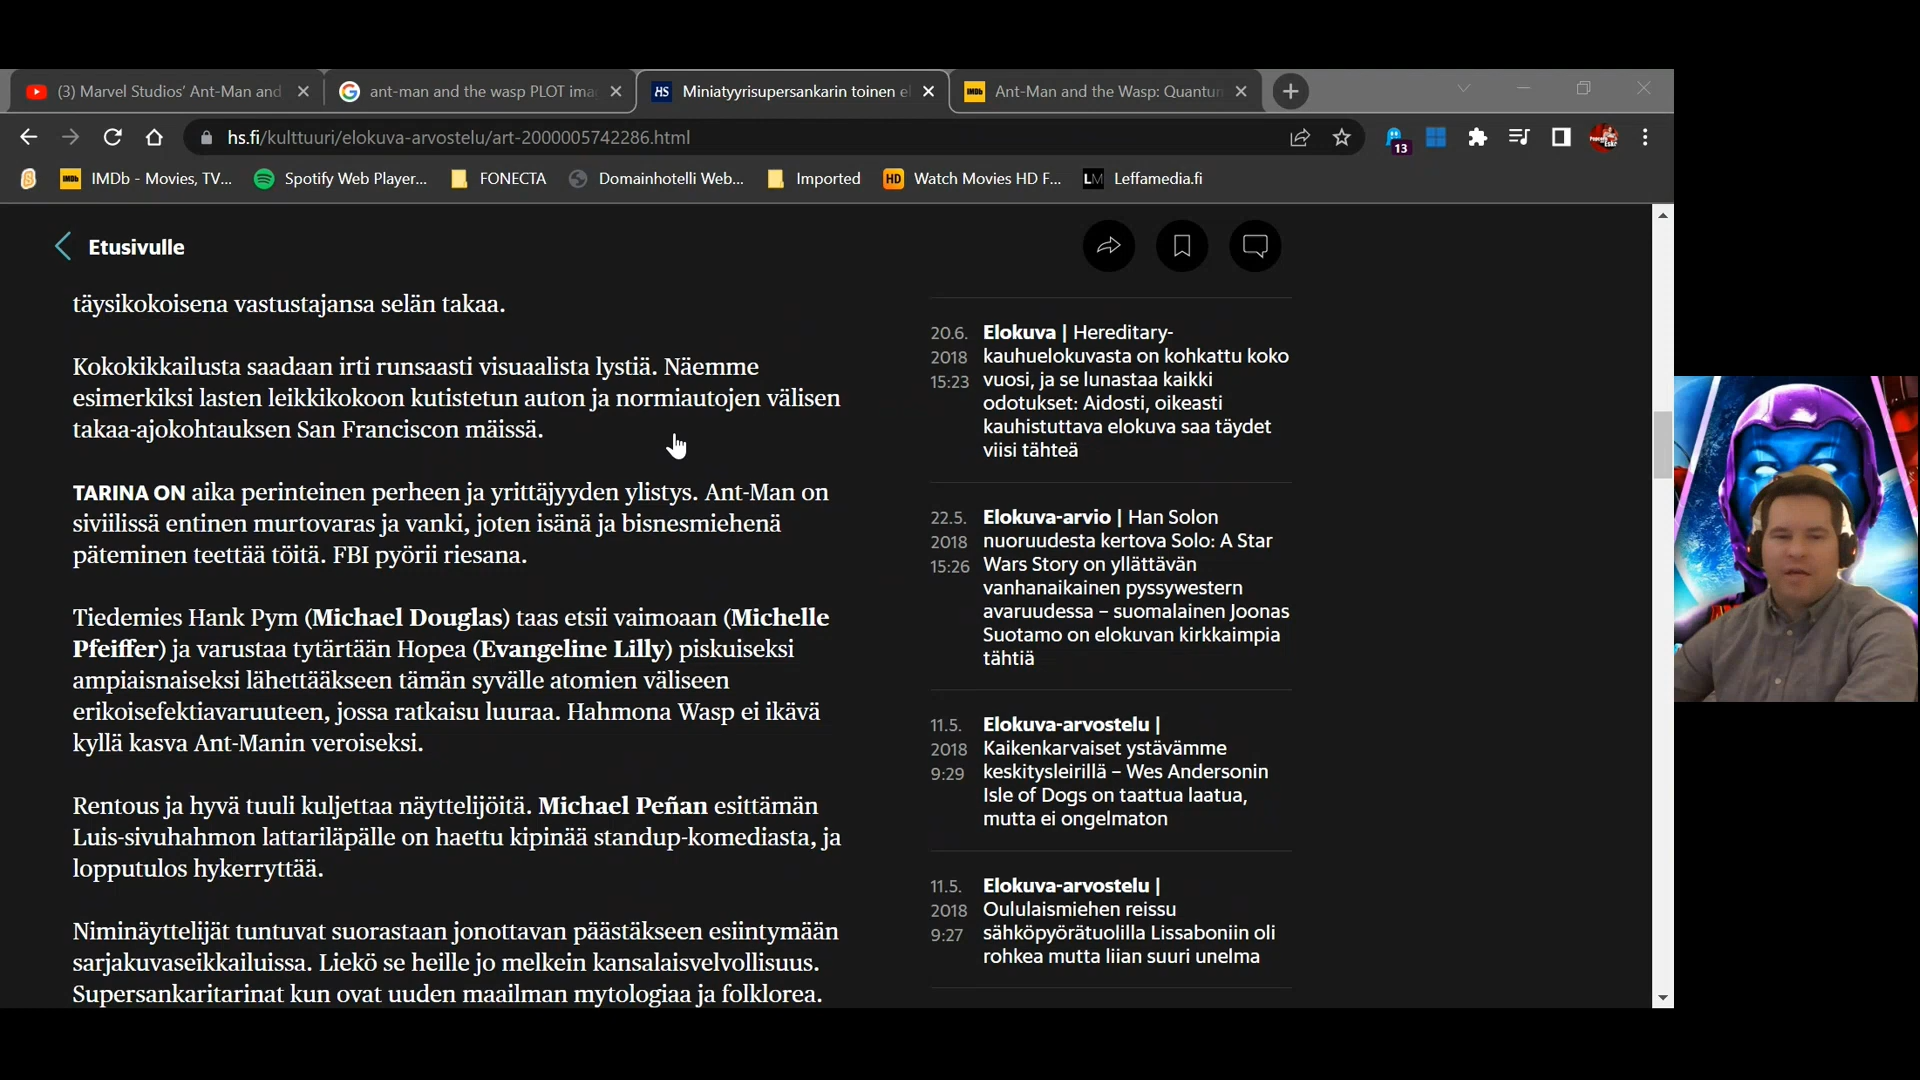 (3) Marvel Studios' Ant-Man and
ant-man and the wasp PLOT ima
HS Miniatyyrisupersankarin toinen el
IMDb Ant-Man and the Wasp: Quantum
hs.fi/kulttuuri/elokuva-arvostelu/art-2000005742286.html
13
IMDb IMDb - Movies, TV...
Spotify Web Player...
FONECTA
Domainhotelli Web...
Imported
HD Watch Movies HD F...
LM Leffamedia.fi
Etusivulle
täysikokoisena vastustajansa selän takaa.
Kokokikkailusta saadaan irti runsaasti visuaalista lystiä. Näemme
esimerkiksi lasten leikkikokoon kutistetun auton ja normiautojen välisen
takaa-ajokohtauksen San Franciscon mäissä.
TARINA ON aika perinteinen perheen ja yrittäjyyden ylistys. Ant-Man on
siviilissä entinen murtovaras ja vanki, joten isänä ja bisnesmiehenä
päteminen teettää töitä. FBI pyörii riesana.
Tiedemies Hank Pym (Michael Douglas) taas etsii vaimoaan (Michelle
Pfeiffer) ja varustaa tytärtään Hopea (Evangeline Lilly) piskuiseksi
ampiaisnaiseksi lähettääkseen tämän syvälle atomien väliseen
erikoisefektiavaruuteen, jossa ratkaisu luuraa. Hahmona Wasp ei ikävä
kyllä kasva Ant-Manin veroiseksi.
Rentous ja hyvä tuuli kuljettaa näyttelijöitä. Michael Peñan esittämän
Luis-sivuhahmon lattariläpälle on haettu kipinää standup-komediasta, ja
lopputulos hykerryttää.
Niminäyttelijät tuntuvat suorastaan jonottavan päästäkseen esiintymään
sarjakuvaseikkailuissa. Liekö se heille jo melkein kansalaisvelvollisuus.
Supersankaritarinat kun ovat uuden maailman mytologiaa ja folklorea.
20.6. Elokuva | Hereditary-
2018 kauhuelokuvasta on kohkattu koko
15:23 vuosi, ja se lunastaa kaikki
odotukset: Aidosti, oikeasti
kauhistuttava elokuva saa täydet
viisi tähteä
22.5. Elokuva-arvio | Han Solon
2018 nuoruudesta kertova Solo: A Star
15:26 Wars Story on yllättävän
vanhanaikainen pyssywestern
avaruudessa – suomalainen Joonas
Suotamo on elokuvan kirkkaimpia
tähtiä
11.5. Elokuva-arvostelu |
2018 Kaikenkarvaiset ystävämme
9:29 keskitysleirillä – Wes Andersonin
Isle of Dogs on taattua laatua,
mutta ei ongelmaton
11.5. Elokuva-arvostelu |
2018 Oululaismiehen reissu
9:27 sähköpyörätuolilla Lissaboniin oli
rohkea mutta liian suuri unelma